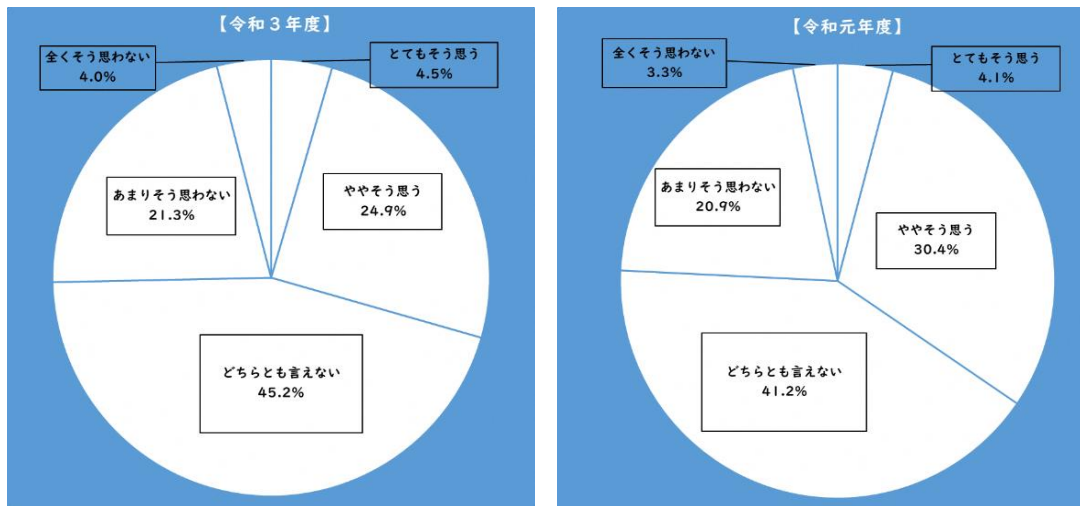 【令和３年度】
全くそう思わない
4.0%
とてもそう思う
4.5%
あまりそう思わない
21.3%
ややそう思う
24.9%
どちらとも言えない
45.2%
【令和元年度】
全くそう思わない
3.3%
とてもそう思う
4.1%
あまりそう思わない
20.9%
ややそう思う
30.4%
どちらとも言えない
41.2%